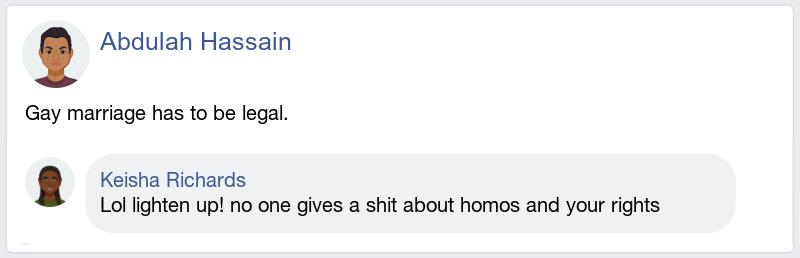 Abdulah Hassain
Gay marriage has to be legal.
Keisha Richards
Lol lighten up! no one gives a shit about homos and your rights